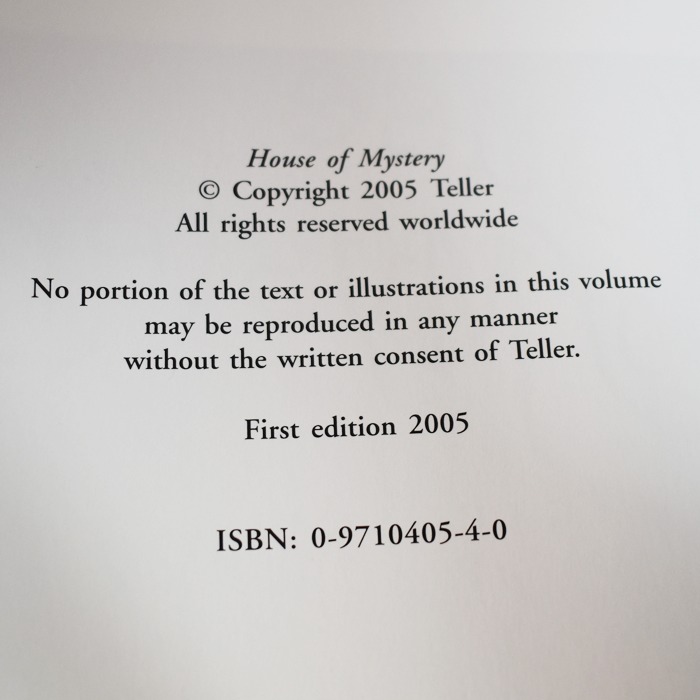 House of Mystery
© Copyright 2005 Teller
All rights reserved worldwide
No portion of the text or illustrations in this volume
may be reproduced in any manner
without the written consent of Teller.
First edition 2005
ISBN: 0-9710405-4-0